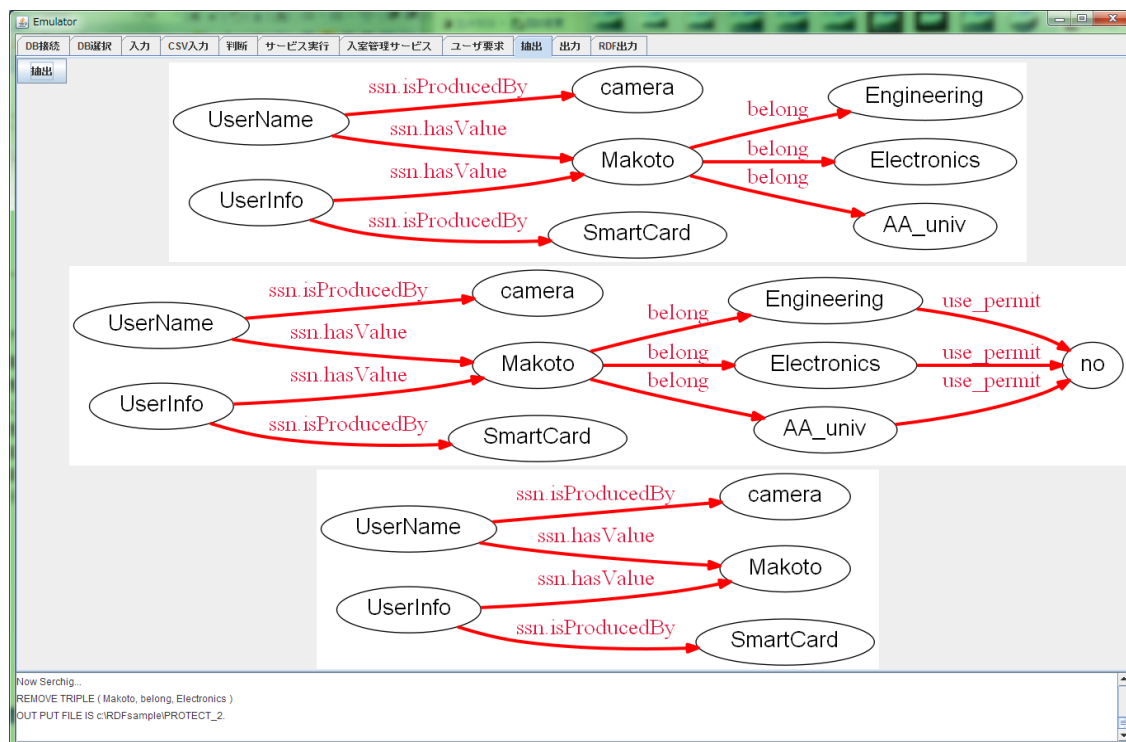 Emulator
DB接続 DB選択 入力 CSV入力 判断 サービス実行 入室管理サービス ユーザ要求 抽出 出力 RDF出力
抽出
ssn.isProducedBy camera Engineering
UserName belong
ssn.hasValue
Makoto belong Electronics
ssn.hasValue
UserInfo belong
ssn.isProducedBy AA_univ
SmartCard
ssn.isProducedBy camera Engineering use_permit
UserName belong
ssn.hasValue
Makoto belong Electronics use_permit no
ssn.hasValue
UserInfo belong use_permit
ssn.isProducedBy AA_univ
SmartCard
ssn.isProducedBy camera
UserName
ssn.hasValue
Makoto
ssn.hasValue
UserInfo
ssn.isProducedBy
SmartCard
Now Serchig...
REMOVE TRIPLE ( Makoto, belong, Electronics )
OUT PUT FILE IS c:\RDFsample\PROTECT_2.